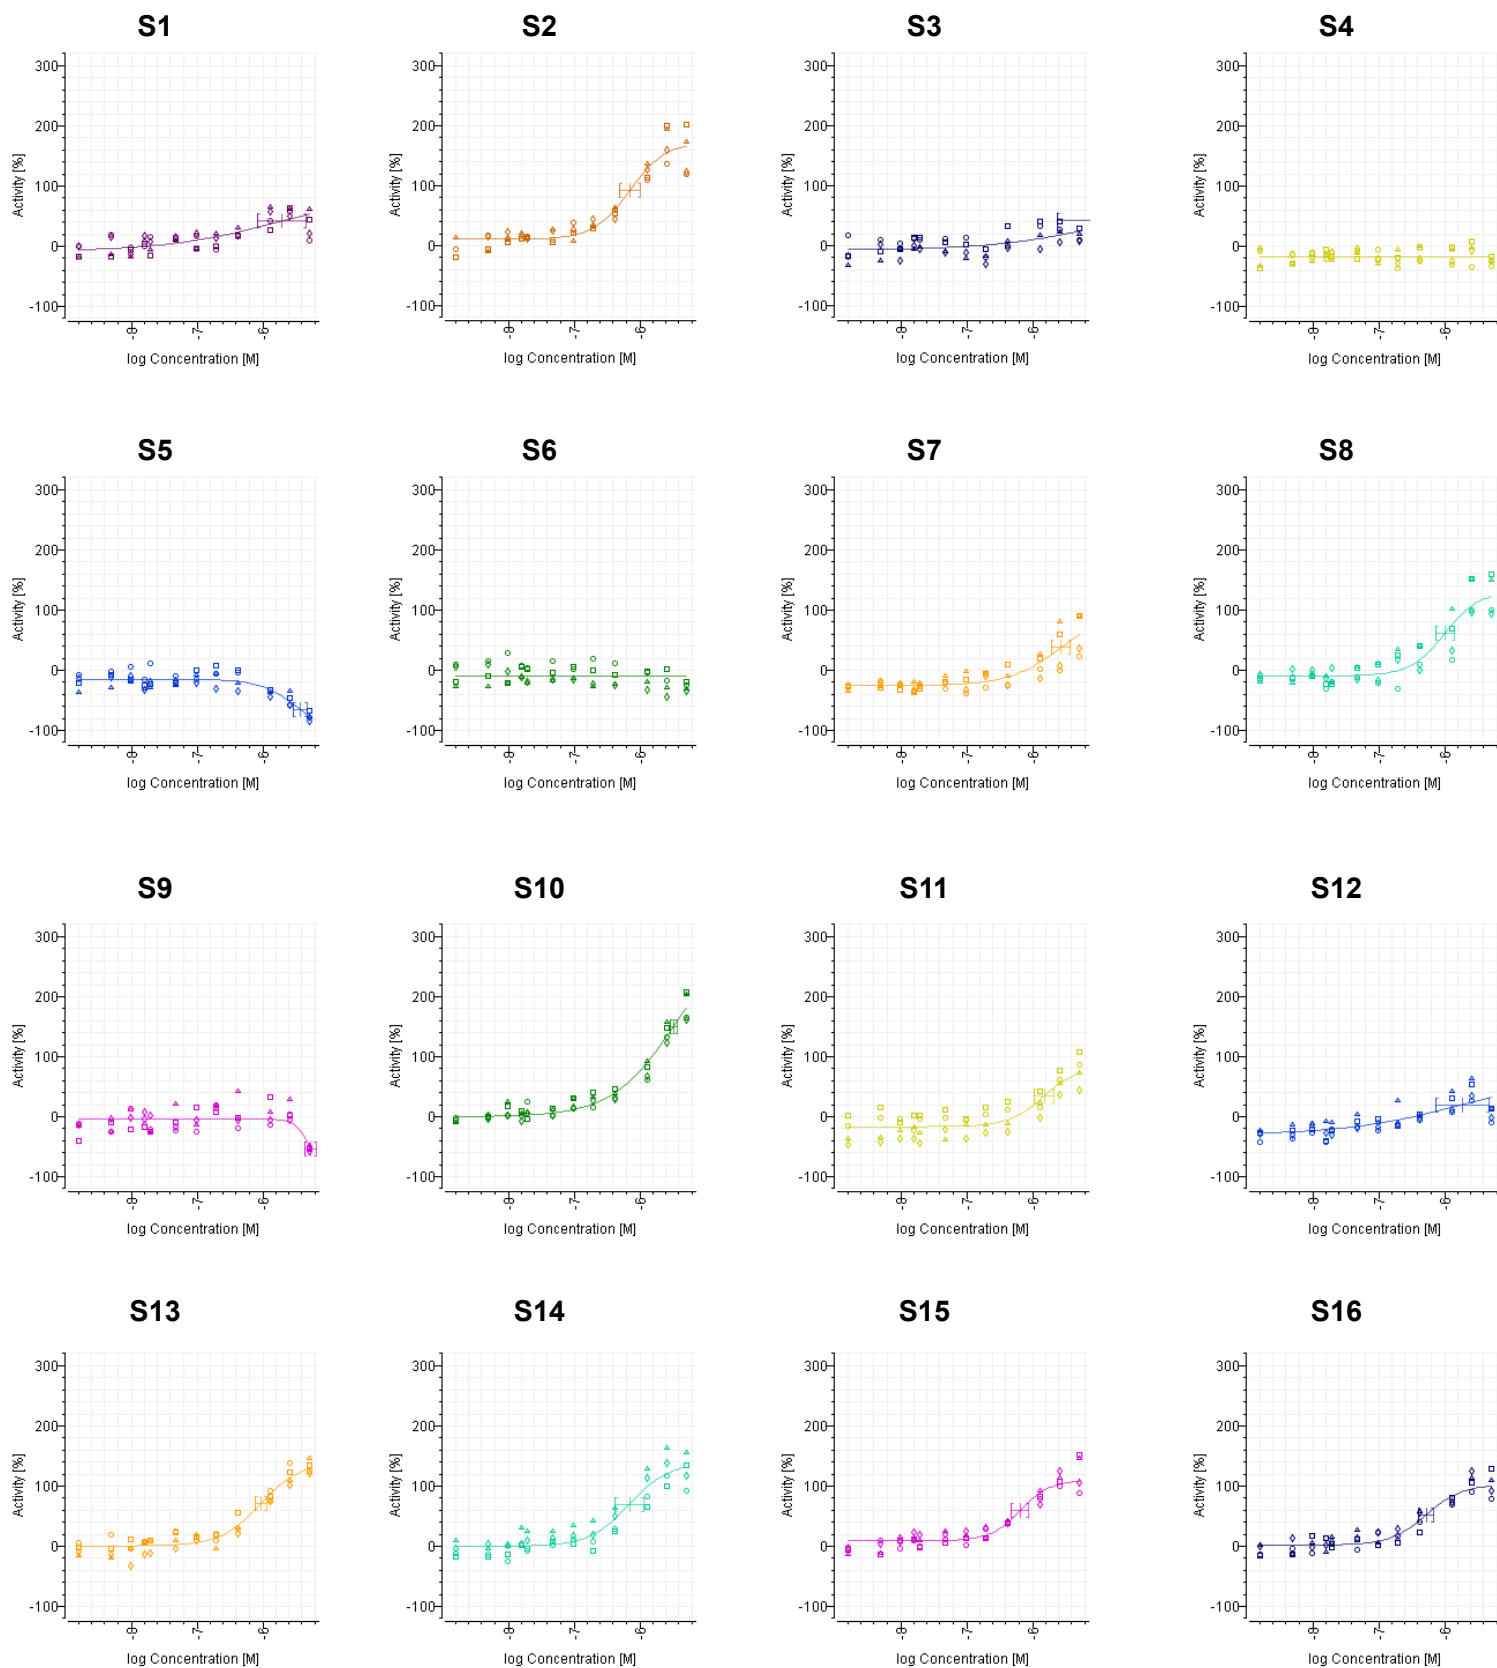 S1 S2 S3 S4
300 300 300 300
200 200 200 200
100 100 100 100
0 0 0 0
-100 -100 -100 -100
Activity [%] Activity [%] Activity [%] Activity [%]
-8 -7 -6 -8 -7 -6 -8 -7 -6 -8 -7 -6
log Concentration [M] log Concentration [M] log Concentration [M] log Concentration [M]
S5 S6 S7 S8
300 300 300 300
200 200 200 200
100 100 100 100
0 0 0 0
-100 -100 -100 -100
Activity [%] Activity [%] Activity [%] Activity [%]
-8 -7 -6 -8 -7 -6 -8 -7 -6 -8 -7 -6
log Concentration [M] log Concentration [M] log Concentration [M] log Concentration [M]
S9 S10 S11 S12
300 300 300 300
200 200 200 200
100 100 100 100
0 0 0 0
-100 -100 -100 -100
Activity [%] Activity [%] Activity [%] Activity [%]
-8 -7 -6 -8 -7 -6 -8 -7 -6 -8 -7 -6
log Concentration [M] log Concentration [M] log Concentration [M] log Concentration [M]
S13 S14 S15 S16
300 300 300 300
200 200 200 200
100 100 100 100
0 0 0 0
-100 -100 -100 -100
Activity [%] Activity [%] Activity [%] Activity [%]
-8 -7 -6 -8 -7 -6 -8 -7 -6 -8 -7 -6
log Concentration [M] log Concentration [M] log Concentration [M] log Concentration [M]